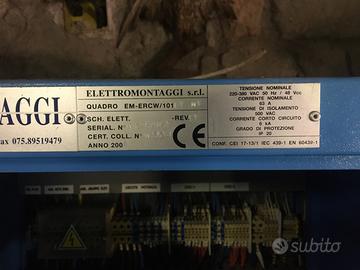 AGGI
fax 075.89519479
ELETTROMONTAGGI s.r.l.
QUADRO EM-ERCW/101
SCH. ELETT. -REV.
SERIAL. N°
CERT. COLL. N°
ANNO 200
CE
TENSIONE NOMINALE
220-380 VAC 50 Hz / 48 Vcc
CORRENTE NOMINALE
63 A
TENSIONE DI ISOLAMENTO
500 VAC
CORRENTE CORTO CIRCUITO
6 kA
GRADO DI PROTEZIONE
IP 20
CONF. CEI 17-13/1 IEC 439-1 EN 60439-1
subito